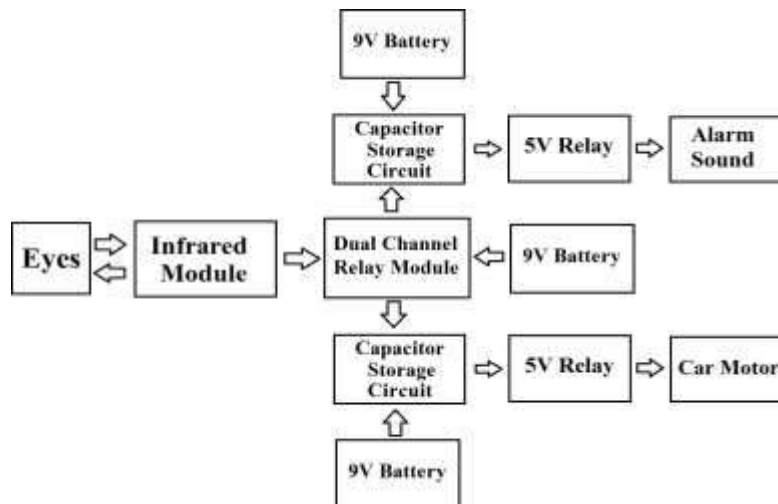 9V Battery
Capacitor
Storage
Circuit
5V Relay
Alarm
Sound
Eyes
Infrared
Module
Dual Channel
Relay Module
9V Battery
Capacitor
Storage
Circuit
5V Relay
Car Motor
9V Battery